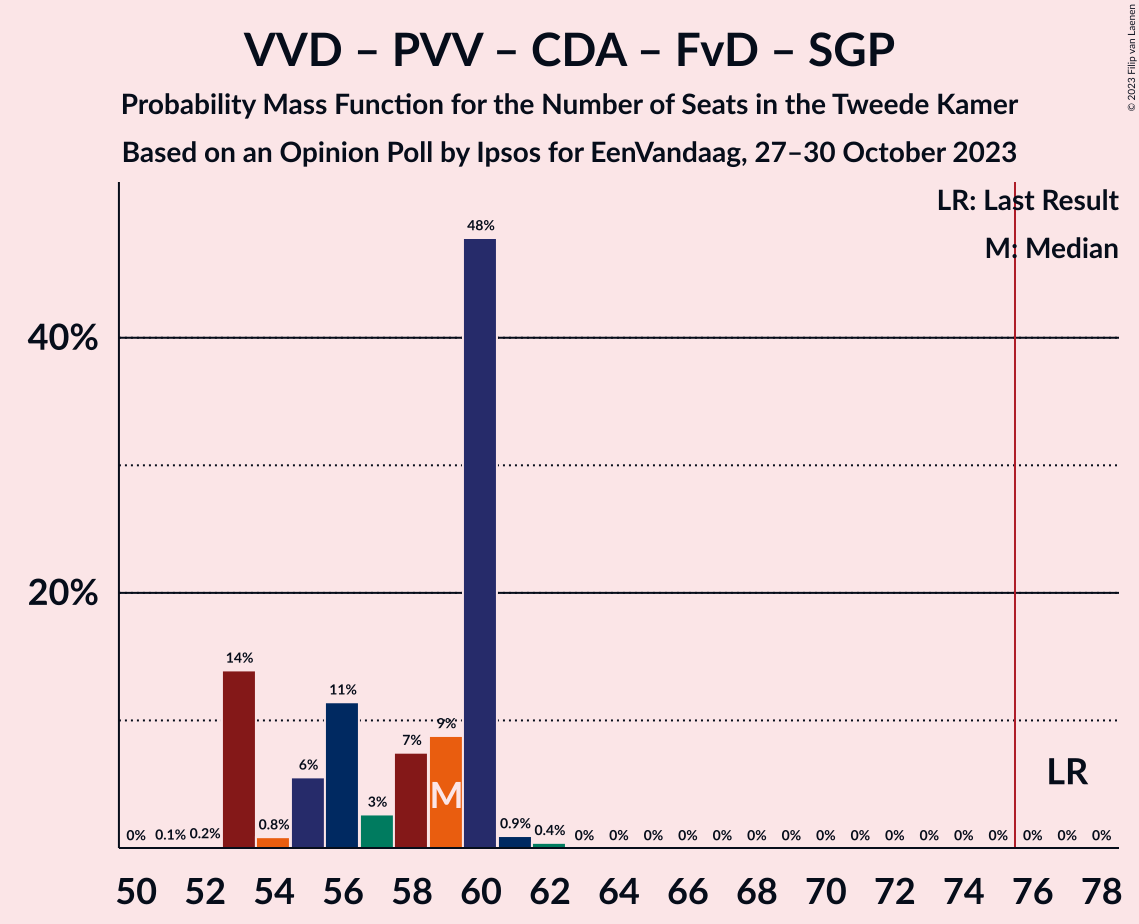 VVD – PVV – CDA – FvD – SGP
Probability Mass Function for the Number of Seats in the Tweede Kamer
Based on an Opinion Poll by Ipsos for EenVandaag, 27–30 October 2023
© 2023 Filip van Laenen
LR: Last Result
M: Median
48%
40%
20%
14%
11%
9%
7%
6%
3%
M
LR
0% 0.1% 0.2% 0.8% 0.9% 0.4% 0% 0% 0% 0% 0% 0% 0% 0% 0% 0% 0% 0% 0% 0% 0% 0%
50 52 54 56 58 60 62 64 66 68 70 72 74 76 78